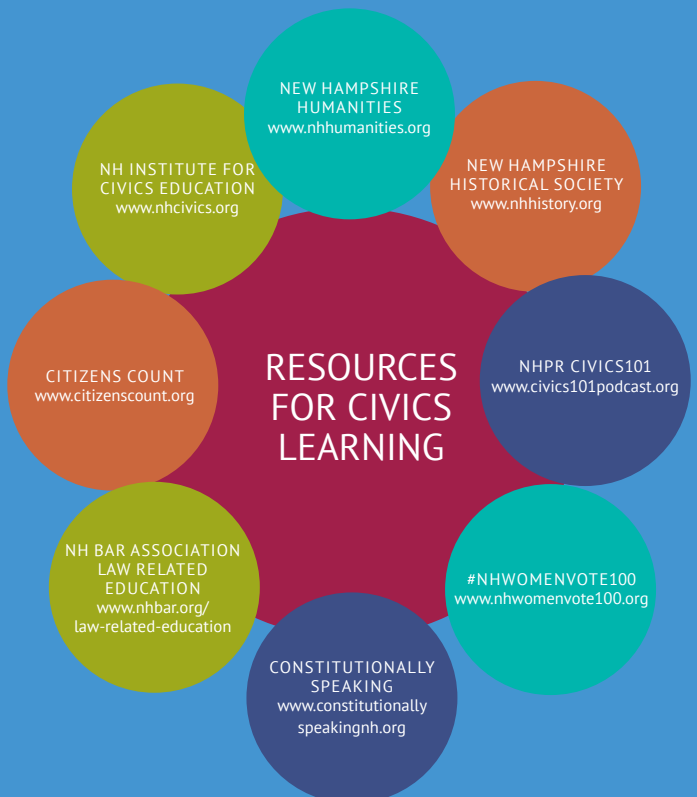 NEW HAMPSHIRE
HUMANITIES
www.nhhumanities.org
NEW HAMPSHIRE
HISTORICAL SOCIETY
www.nhhistory.org
NHPR CIVICS101
www.civics101podcast.org
#NHWOMENVOTE100
www.nhwomenvote100.org
CONSTITUTIONALLY
SPEAKING
www.constitutionally
speakingnh.org
NH BAR ASSOCIATION
LAW RELATED
EDUCATION
www.nhbar.org/
law-related-education
CITIZENS COUNT
www.citizenscount.org
NH INSTITUTE FOR
CIVICS EDUCATION
www.nhcivics.org
RESOURCES
FOR CIVICS
LEARNING